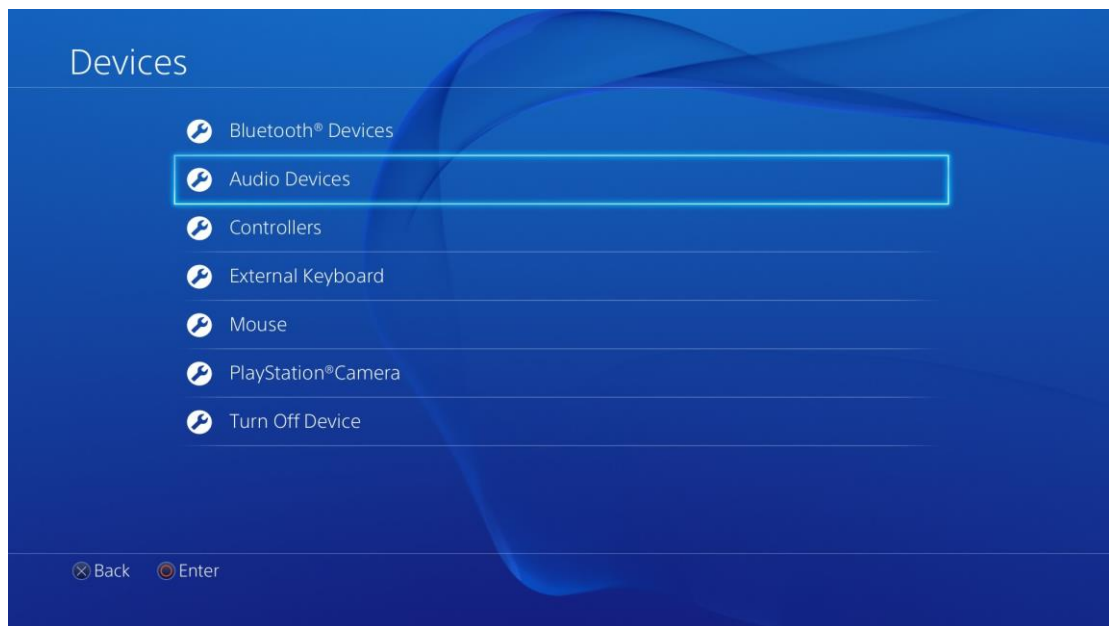 Devices
Bluetooth® Devices
Audio Devices
Controllers
External Keyboard
Mouse
PlayStation®Camera
Turn Off Device
Back Enter